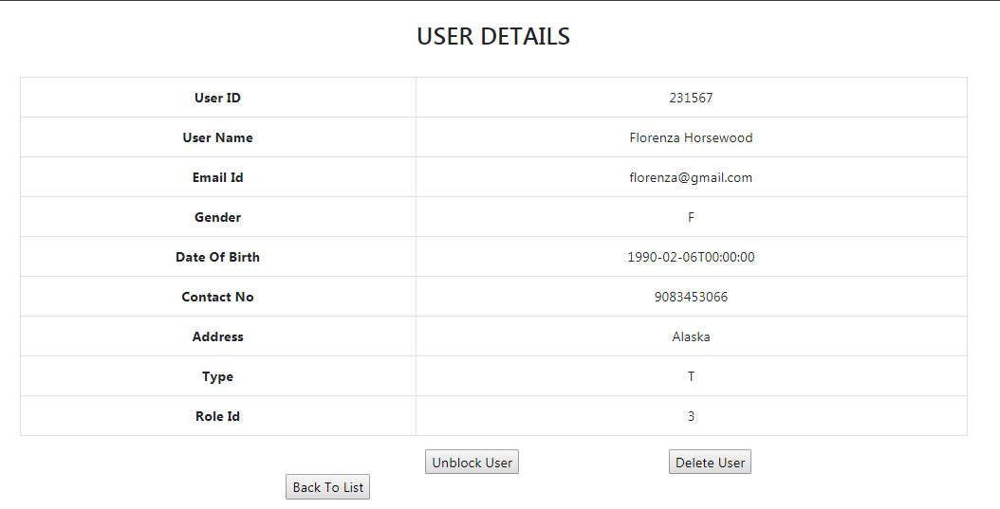 USER DETAILS
User ID 231567
User Name Florenza Horsewood
Email Id florenza@gmail.com
Gender F
Date Of Birth 1990-02-06T00:00:00
Contact No 9083453066
Address Alaska
Type T
Role Id 3
Unblock User Delete User
Back To List